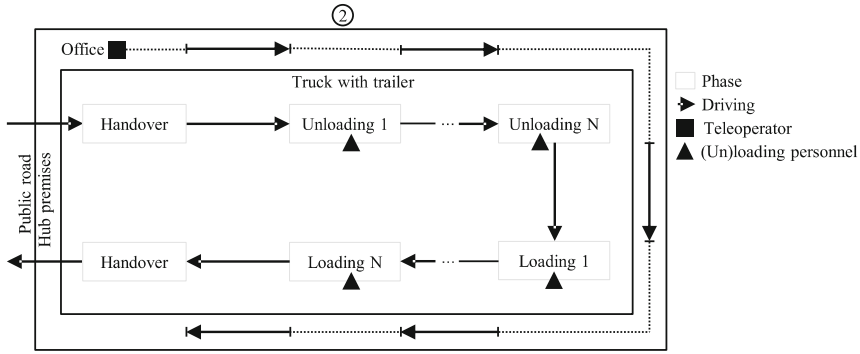 ②
Office
Truck with trailer
Handover
Unloading 1
...
Unloading N
Public road
Hub premises
Handover
Loading N
...
Loading 1
Phase
Driving
Teleoperator
(Un)loading personnel